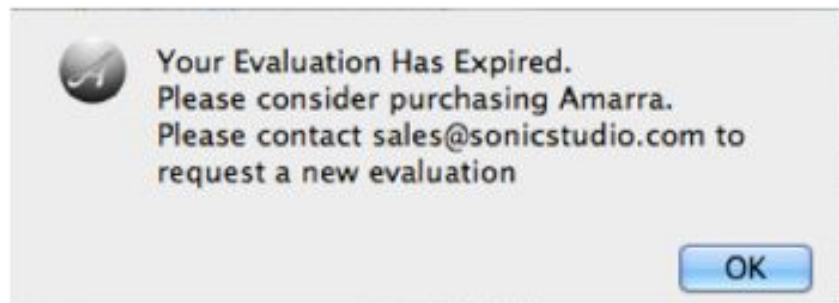 Your Evaluation Has Expired.
Please consider purchasing Amarra.
Please contact sales@sonicstudio.com to
request a new evaluation
OK